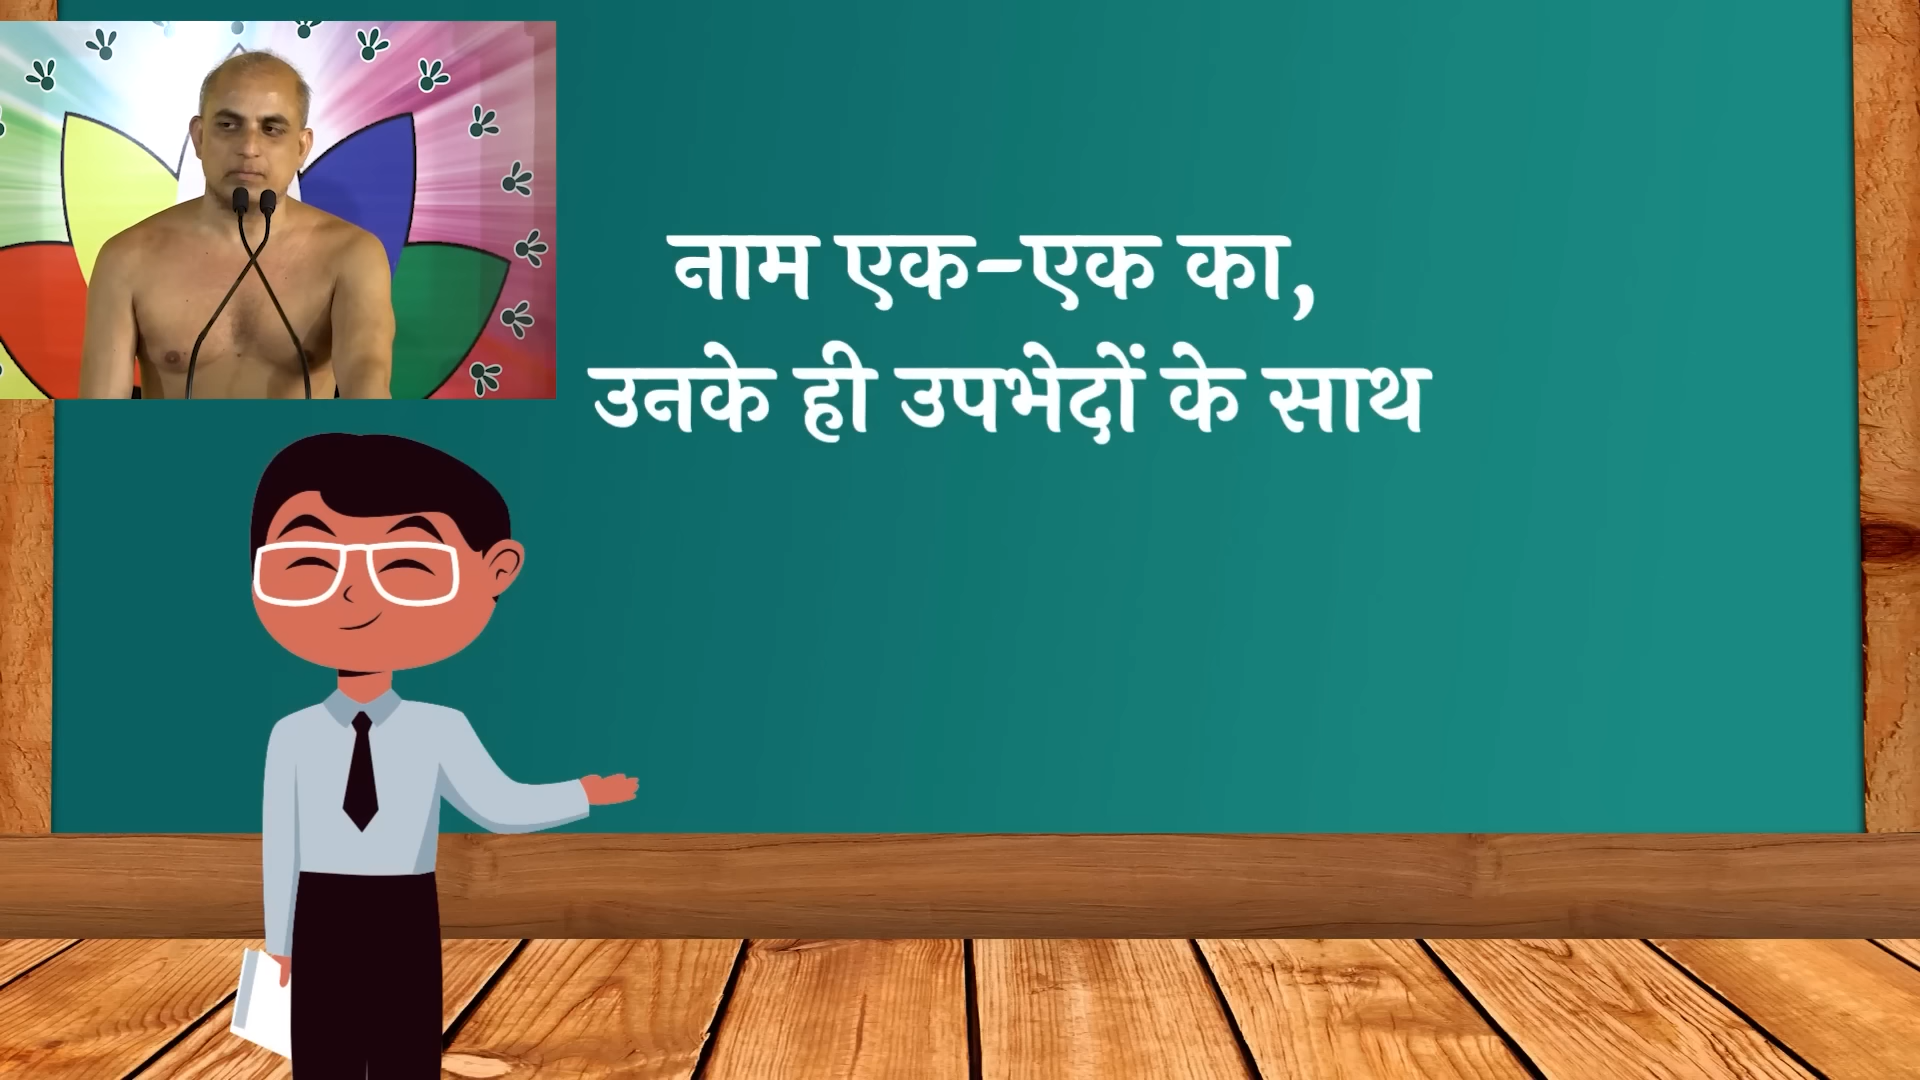 नाम एक-एक का,
उनके ही उपभेदों के साथ